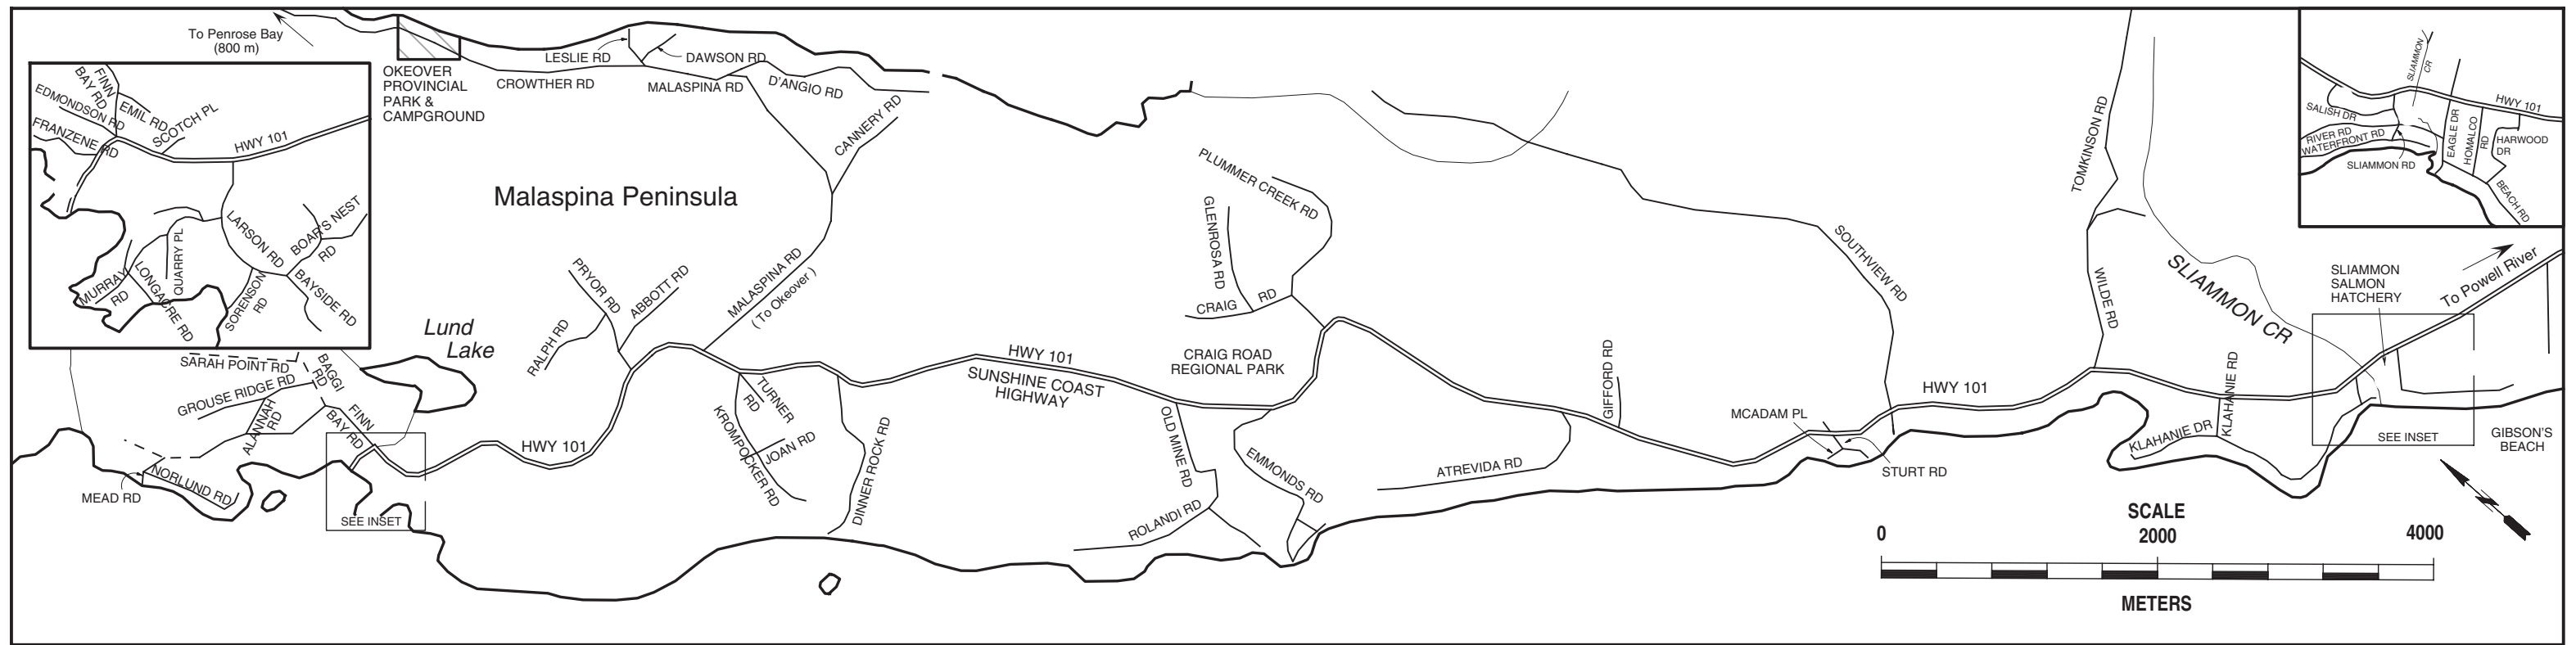 To Penrose Bay
(800 m)
OKEOVER
PROVINCIAL
PARK &
CAMPGROUND
LESLIE RD
DAWSON RD
CROWTHER RD
MALASPINA RD
D'ANGIO RD
CANNERY RD
Malaspina Peninsula
FINN
BAY RD
EDMONDSON RD
EMIL RD
SCOTCH PL
FRANZENE RD
HWY 101
LARSON RD
BOAR'S NEST
RD
QUARRY PL
MURRAY
RD
LONGACRE RD
SORENSON
RD
BAYSIDE RD
Lund
Lake
SARAH POINT RD
BAGGI
RD
GROUSE RIDGE RD
ALANNAH
RD
FINN
BAY RD
NORLUND RD
MEAD RD
SEE INSET
HWY 101
PRYOR RD
ABBOTT RD
RALPH RD
MALASPINA RD
( To Okeover )
TURNER
RD
KROMPOCKER RD
JOAN RD
DINNER ROCK RD
HWY 101
SUNSHINE COAST
HIGHWAY
PLUMMER CREEK RD
GLENROSA RD
CRAIG RD
CRAIG ROAD
REGIONAL PARK
OLD MINE RD
ROLANDI RD
EMMONDS RD
ATREVIDA RD
GIFFORD RD
MCADAM PL
STURT RD
SOUTHVIEW RD
HWY 101
TOMKINSON RD
WILDE RD
SLIAMMON CR
KLAHANIE RD
KLAHANIE DR
SLIAMMON
SALMON
HATCHERY
To Powell River
SEE INSET
GIBSON'S
BEACH
SLIAMMON
CR
HWY 101
SALISH DR
RIVER RD
WATERFRONT RD
SLIAMMON RD
EAGLE DR
HOMALCO
RD
HARWOOD
DR
BEACH RD
SCALE
0 2000 4000
METERS